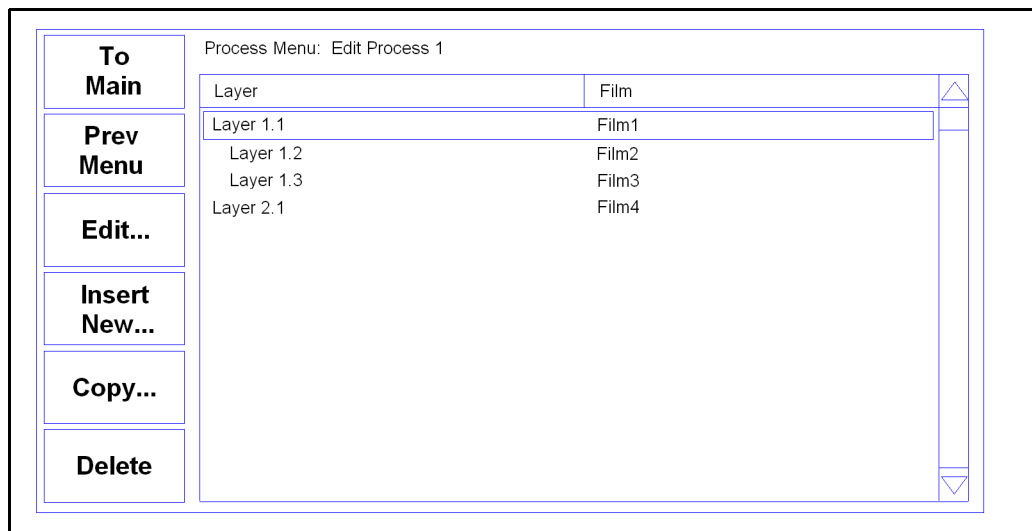 To
Main
Prev
Menu
Edit...
Insert
New...
Copy...
Delete
Process Menu: Edit Process 1
Layer Film
Layer 1.1 Film1
Layer 1.2 Film2
Layer 1.3 Film3
Layer 2.1 Film4